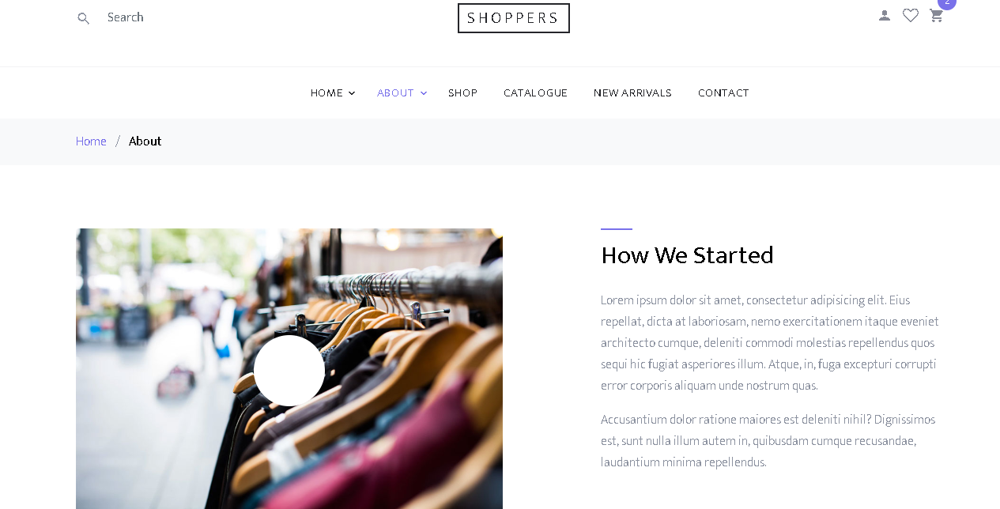 Search
SHOPPERS
2
HOME
ABOUT
SHOP
CATALOGUE
NEW ARRIVALS
CONTACT
Home / About
How We Started
Lorem ipsum dolor sit amet, consectetur adipisicing elit. Eius
repellat, dicta at laboriosam, nemo exercitationem itaque eveniet
architecto cumque, deleniti commodi molestias repellendus quos
sequi hic fugiat asperiores illum. Atque, in, fuga excepturi corrupti
error corporis aliquam unde nostrum quas.
Accusantium dolor ratione maiores est deleniti nihil? Dignissimos
est, sunt nulla illum autem in, quibusdam cumque recusandae,
laudantium minima repellendus.